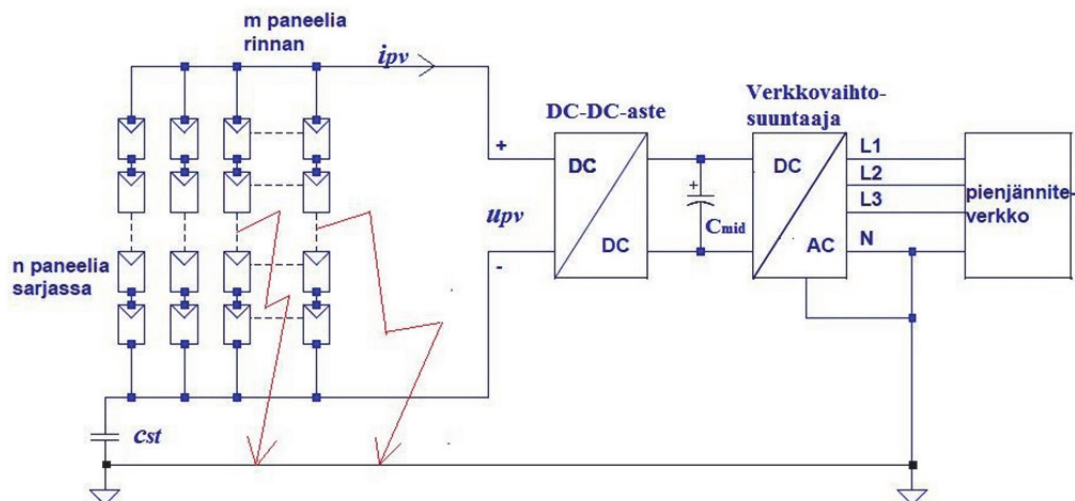 m paneelia
rinnan
ipv
DC-DC-aste
Verkkovaihto-
suuntaaja
+
DC
DC
+
Cmid
DC
AC
L1
L2
L3
N
pienjännite-
verkko
upv
-
n paneelia
sarjassa
cst